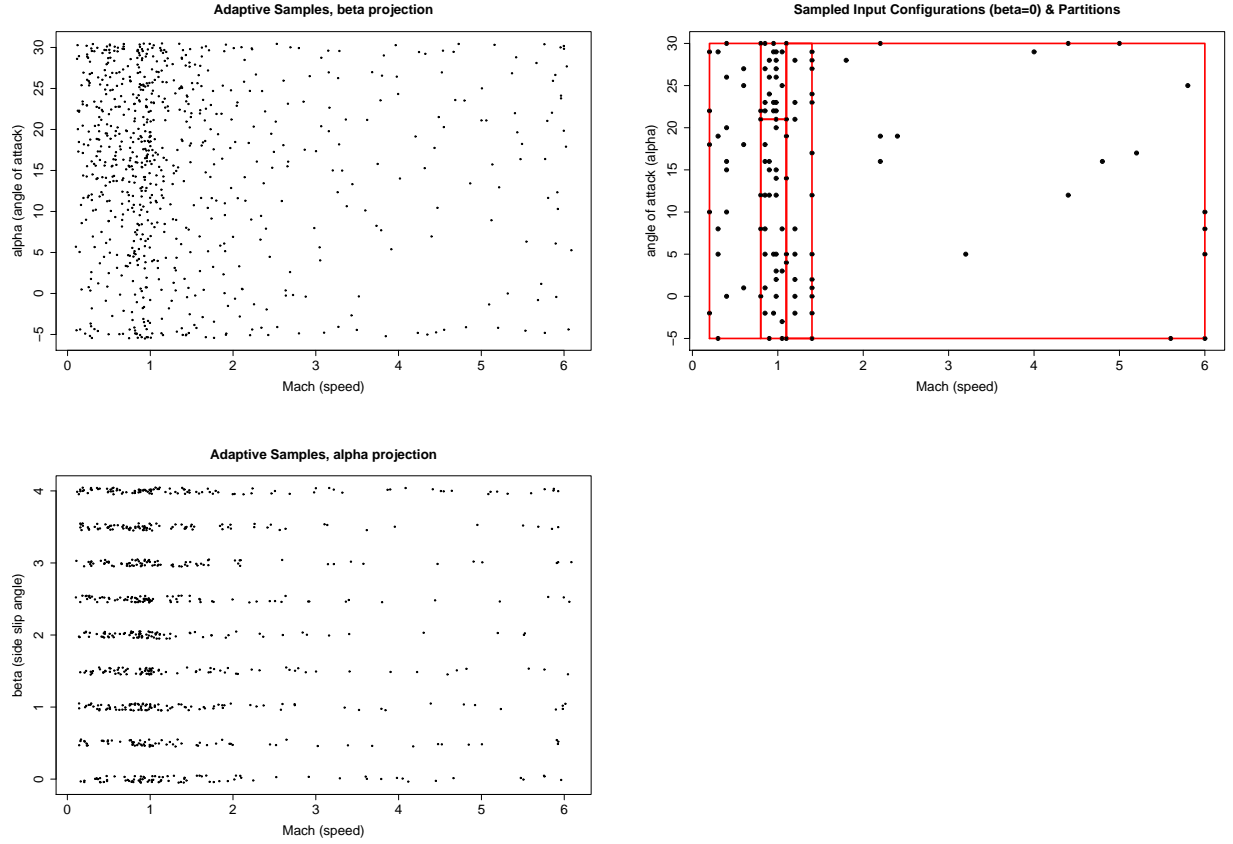 Adaptive Samples, beta projection
alpha (angle of attack)
30
25
20
15
10
5
0
−5
0 1 2 3 4 5 6
Mach (speed)
Sampled Input Configurations (beta=0) & Partitions
angle of attack (alpha)
30
25
20
15
10
5
0
-5
0 1 2 3 4 5 6
Mach (speed)
Adaptive Samples, alpha projection
beta (side slip angle)
4
3
2
1
0
0 1 2 3 4 5 6
Mach (speed)